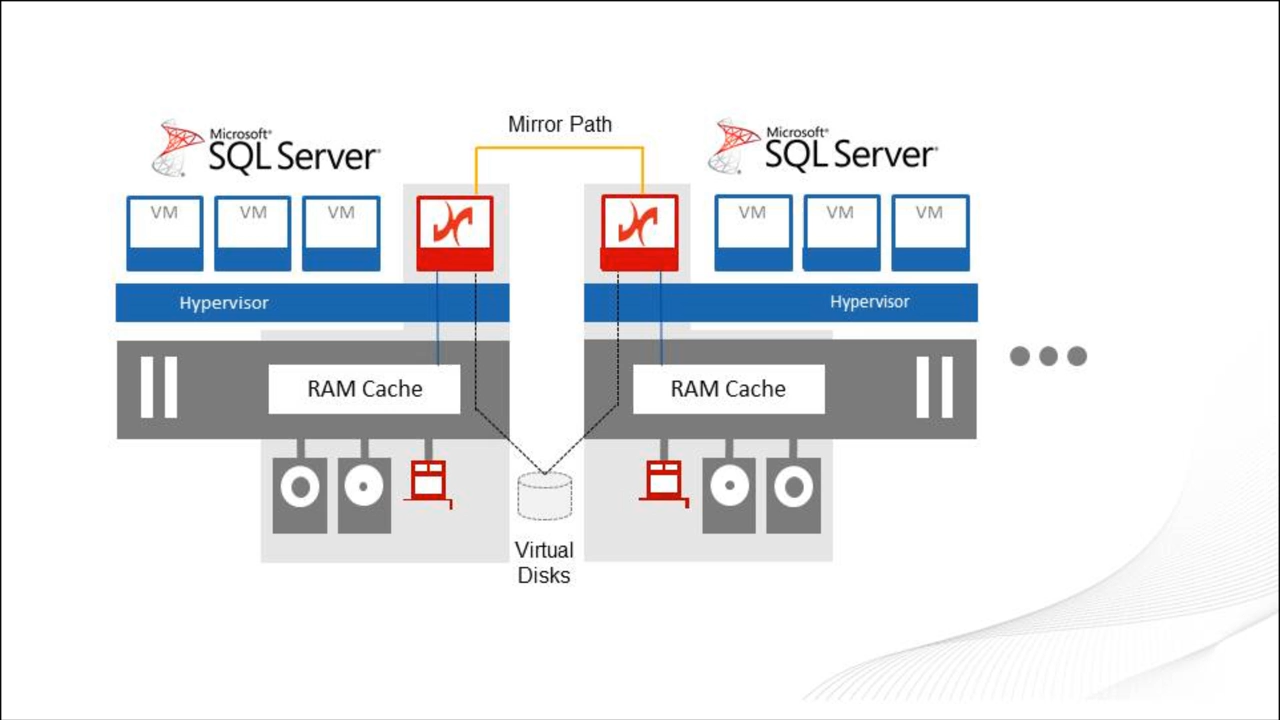 Mirror Path
Microsoft®
SQL Server®
Microsoft®
SQL Server®
VM
VM
VM
VM
VM
VM
Hypervisor
Hypervisor
RAM Cache
RAM Cache
Virtual
Disks